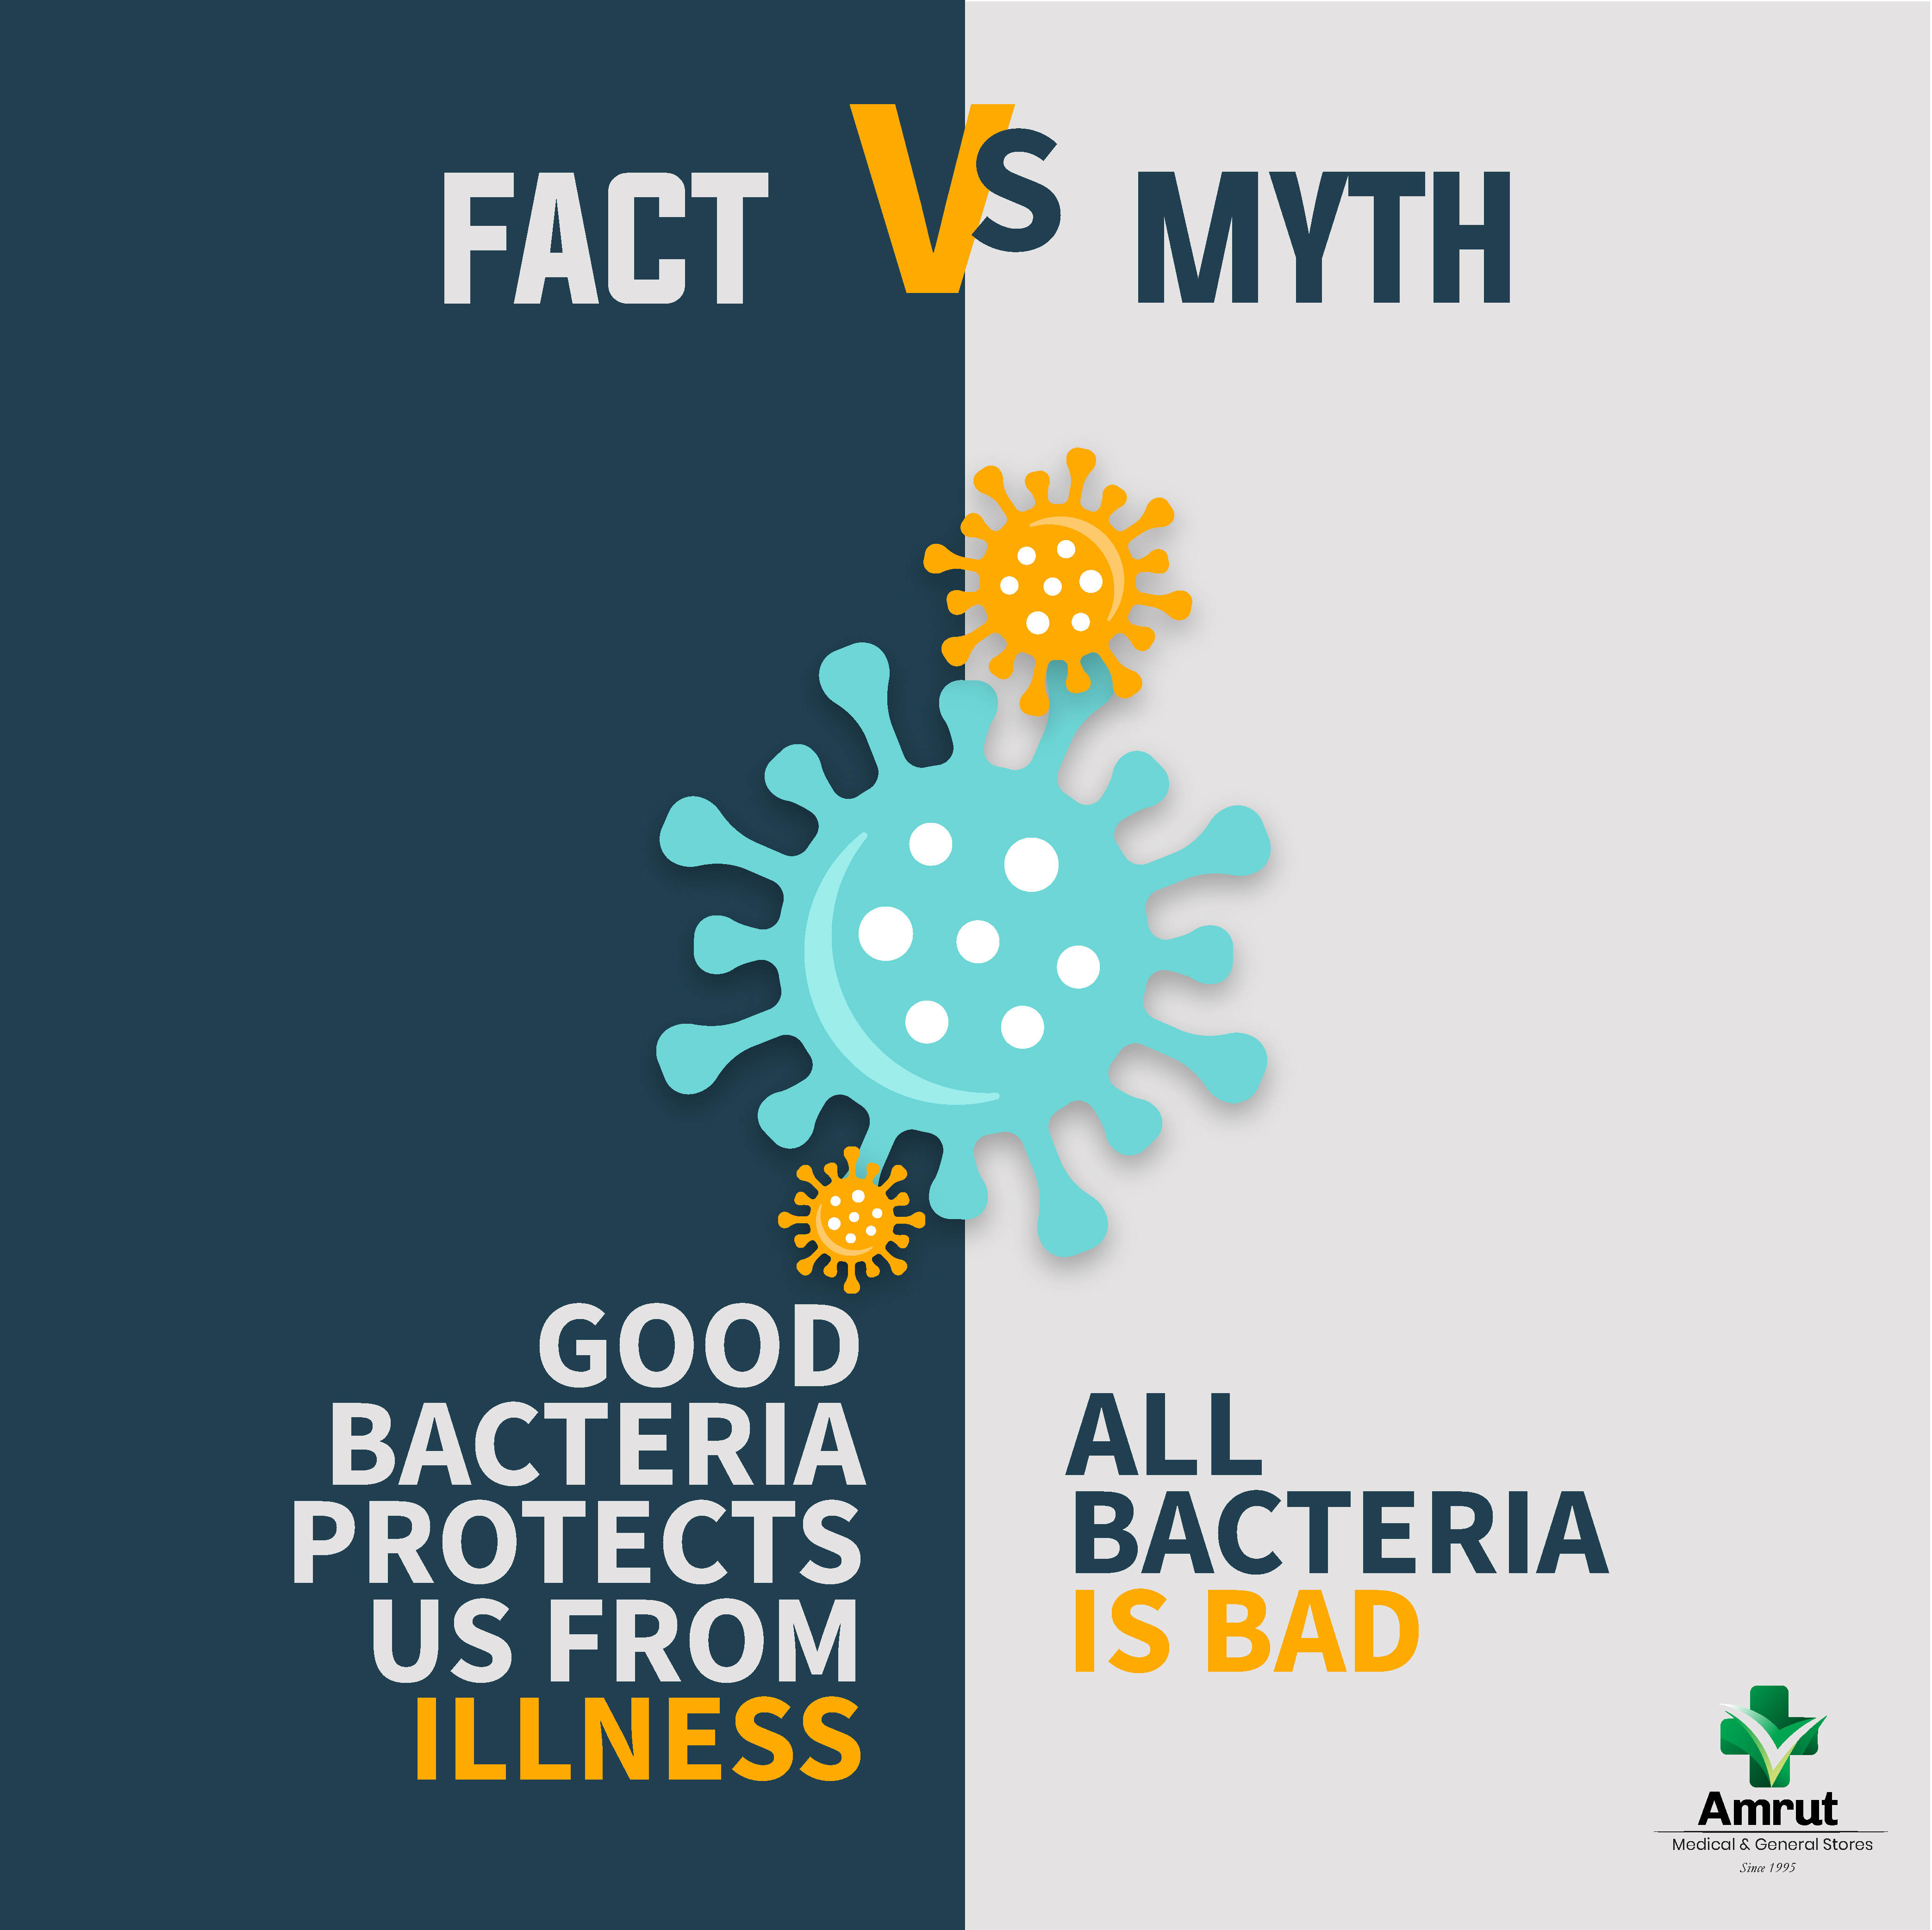 FACT VS MYTH
GOOD
BACTERIA
PROTECTS
US FROM
ILLNESS
ALL
BACTERIA
IS BAD
Amrut
Medical & General Stores
Since 1995